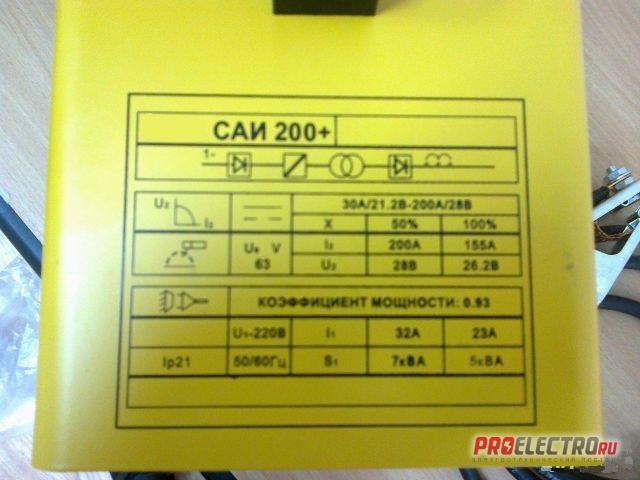 САИ 200+
1~
U₂ I₂ 30А/21.2В-200А/28В
X 50% 100%
U₀ V I₂ 200А 155А
63 U₂ 28В 26.2В
КОЭФФИЦИЕНТ МОЩНОСТИ: 0.93
U₁-220В I₁ 32А 23А
Ip21 50/60Гц S₁ 7кВА 5кВА
PROELECTRO.RU
ЭЛЕКТРОТЕХНИЧЕСКИЙ ПОРТАЛ